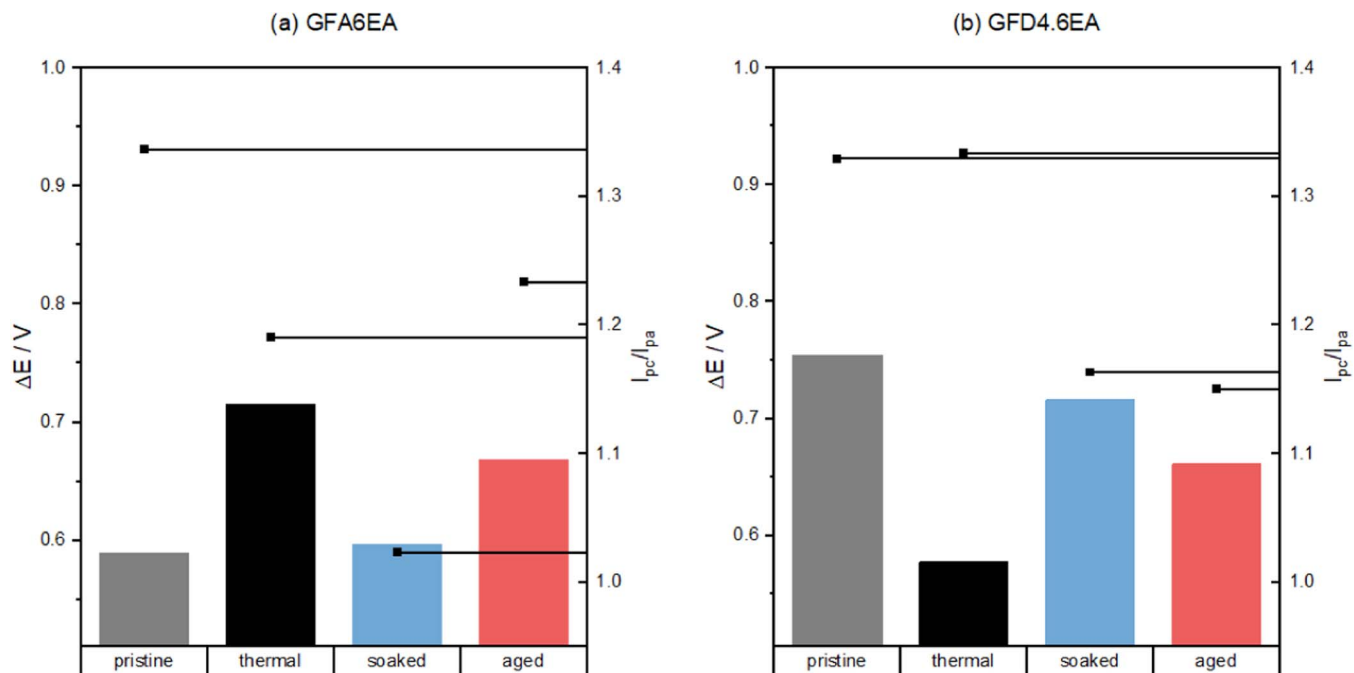 (a) GFA6EA
1.0
0.9
0.8
0.7
0.6
ΔE / V
1.4
1.3
1.2
1.1
1.0
I_pc/I_pa
pristine thermal soaked aged
(b) GFD4.6EA
1.0
0.9
0.8
0.7
0.6
ΔE / V
1.4
1.3
1.2
1.1
1.0
I_pc/I_pa
pristine thermal soaked aged